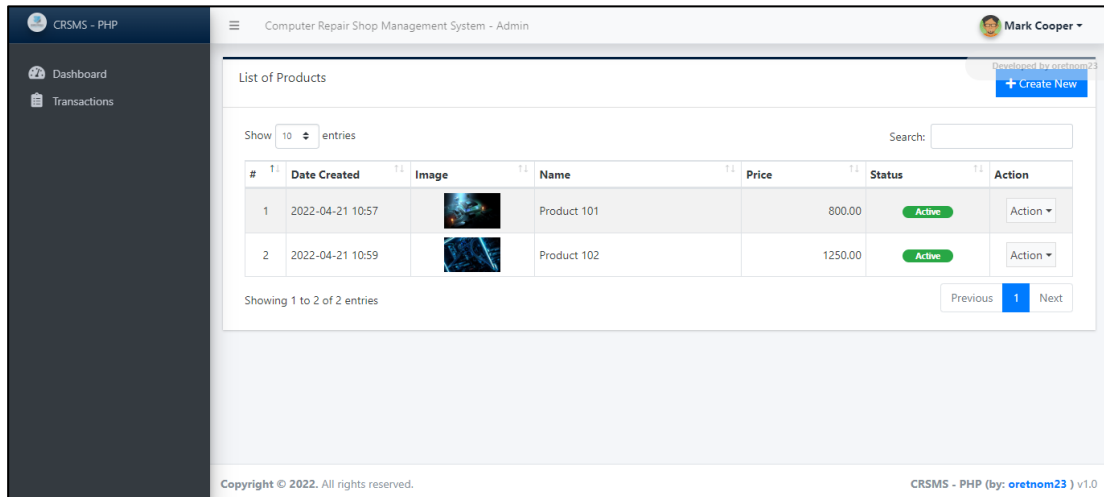 CRSMS - PHP
Computer Repair Shop Management System - Admin
Mark Cooper
Dashboard
Transactions
List of Products
Developed by oretnom23
+ Create New
Show 10 entries
Search:
# Date Created Image Name Price Status Action
1 2022-04-21 10:57 Product 101 800.00 Active Action
2 2022-04-21 10:59 Product 102 1250.00 Active Action
Showing 1 to 2 of 2 entries
Previous 1 Next
Copyright © 2022. All rights reserved.
CRSMS - PHP (by: oretnom23 ) v1.0